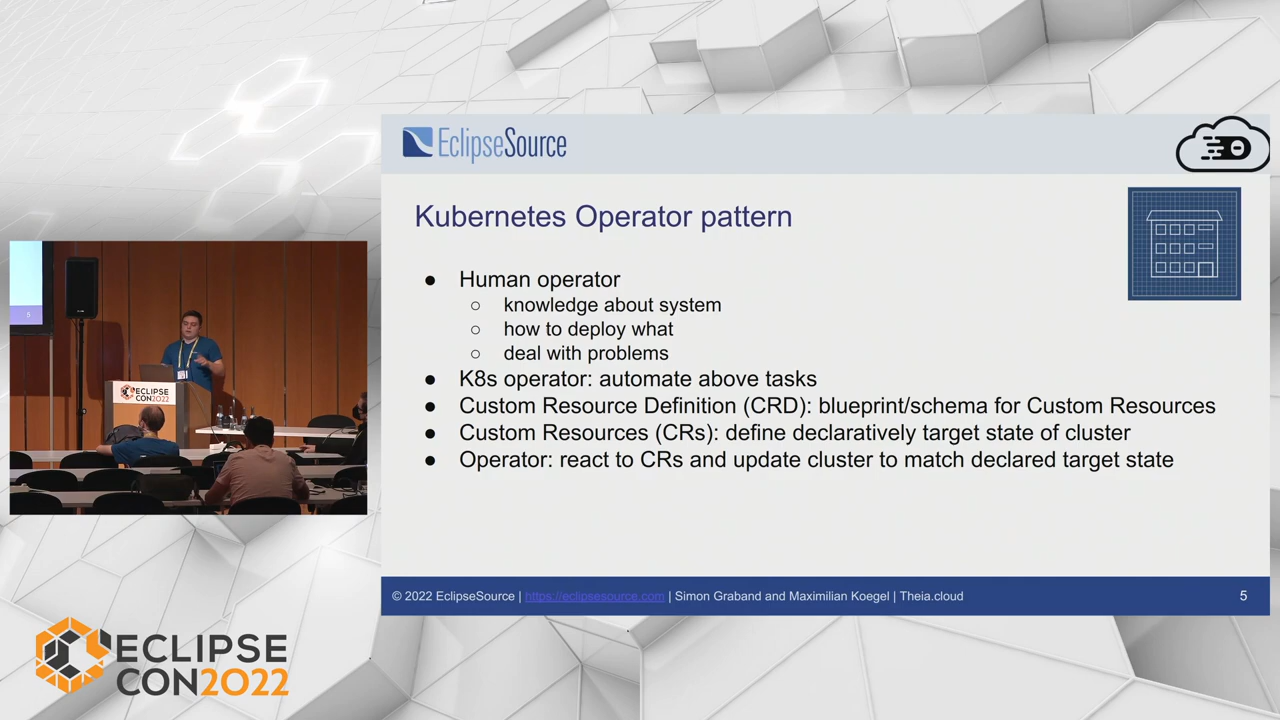 EclipseSource
Kubernetes Operator pattern
● Human operator
○ knowledge about system
○ how to deploy what
○ deal with problems
● K8s operator: automate above tasks
● Custom Resource Definition (CRD): blueprint/schema for Custom Resources
● Custom Resources (CRs): define declaratively target state of cluster
● Operator: react to CRs and update cluster to match declared target state
© 2022 EclipseSource | https://eclipsesource.com | Simon Graband and Maximilian Koegel | Theia.cloud
5
5
ECLIPSE
CON2022
ECLIPSE
CON2022